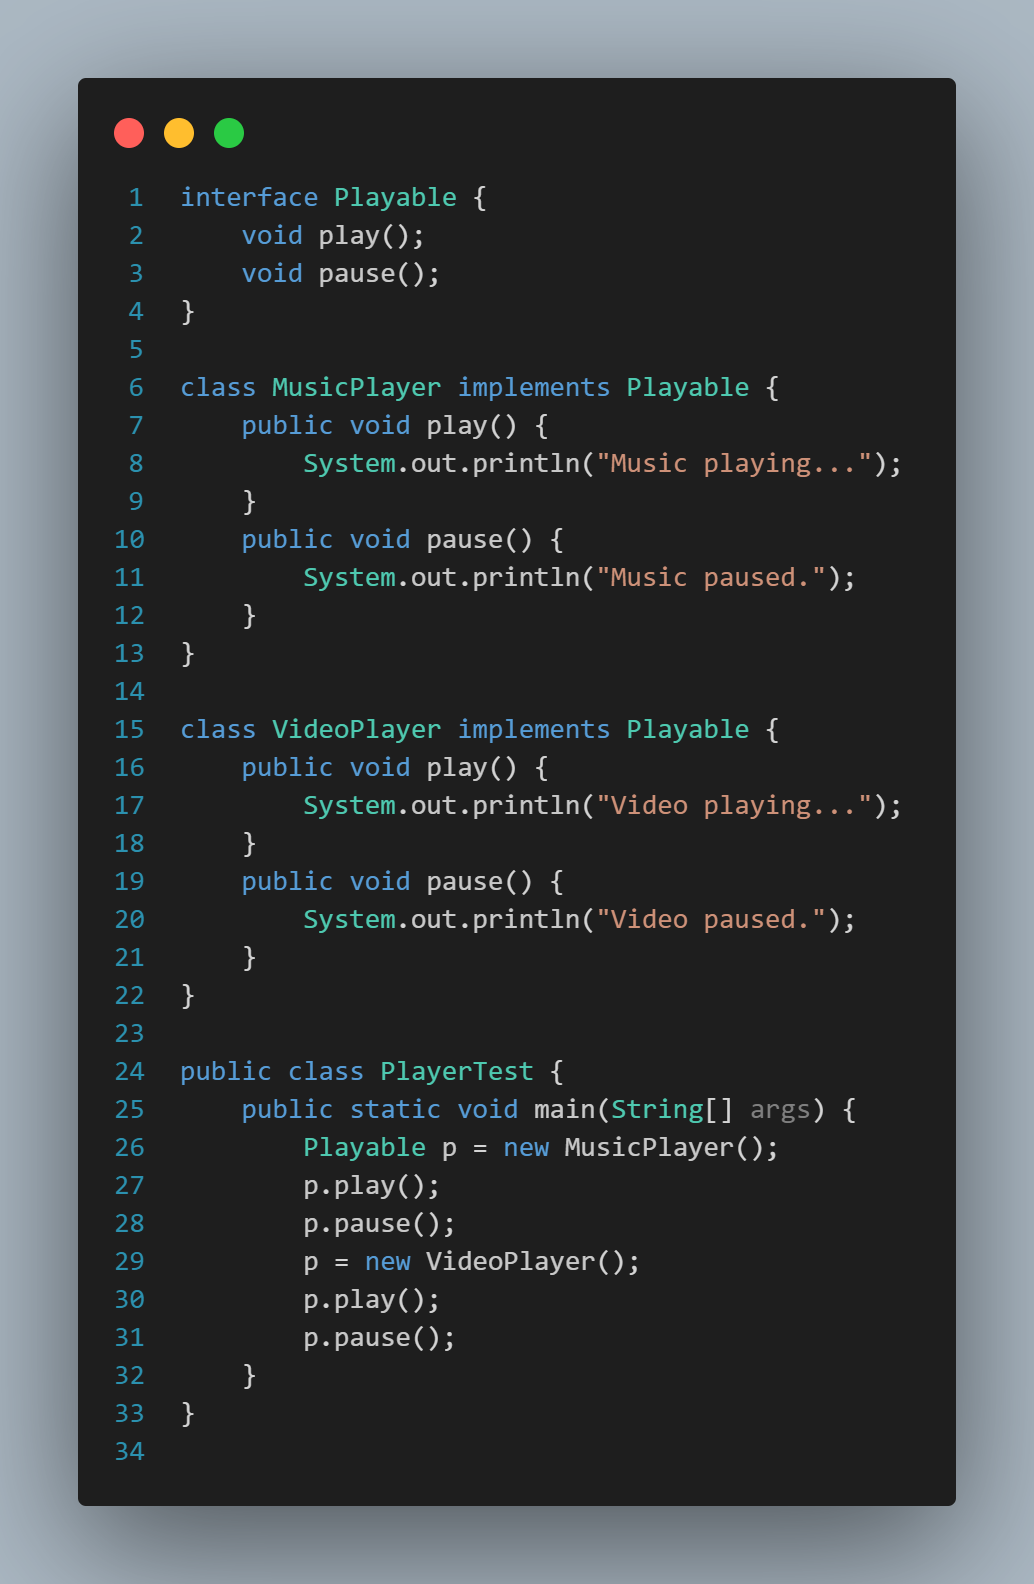 1 interface Playable {
2     void play();
3     void pause();
4 }
5
6 class MusicPlayer implements Playable {
7     public void play() {
8         System.out.println("Music playing...");
9     }
10     public void pause() {
11         System.out.println("Music paused.");
12     }
13 }
14
15 class VideoPlayer implements Playable {
16     public void play() {
17         System.out.println("Video playing...");
18     }
19     public void pause() {
20         System.out.println("Video paused.");
21     }
22 }
23
24 public class PlayerTest {
25     public static void main(String[] args) {
26         Playable p = new MusicPlayer();
27         p.play();
28         p.pause();
29         p = new VideoPlayer();
30         p.play();
31         p.pause();
32     }
33 }
34